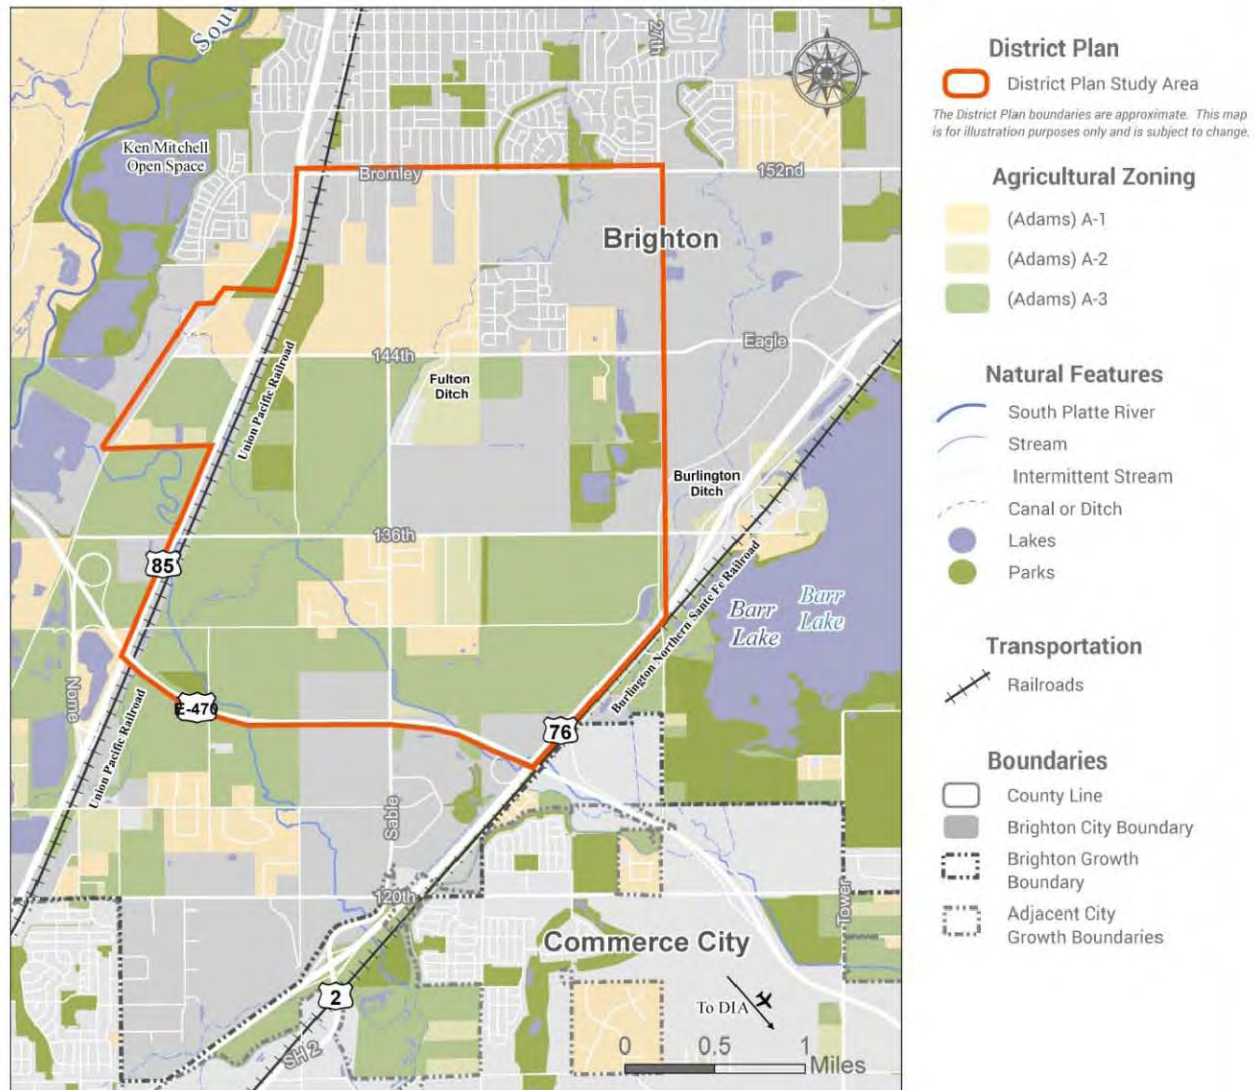 Sou
27th
Ken Mitchell
Open Space
Bromley
152nd
Brighton
Union Pacific Railroad
144th
Eagle
Fulton
Ditch
Burlington
Ditch
136th
85
Burlington Northern Sante Fe Railroad
Barr
Lake
Barr
Lake
Nome
E-470
Union Pacific Railroad
76
Sable
120th
Tower
Commerce City
2
SH 2
To DIA
0 0.5 1
Miles
District Plan
District Plan Study Area
The District Plan boundaries are approximate. This map
is for illustration purposes only and is subject to change.
Agricultural Zoning
(Adams) A-1
(Adams) A-2
(Adams) A-3
Natural Features
South Platte River
Stream
Intermittent Stream
Canal or Ditch
Lakes
Parks
Transportation
Railroads
Boundaries
County Line
Brighton City Boundary
Brighton Growth
Boundary
Adjacent City
Growth Boundaries